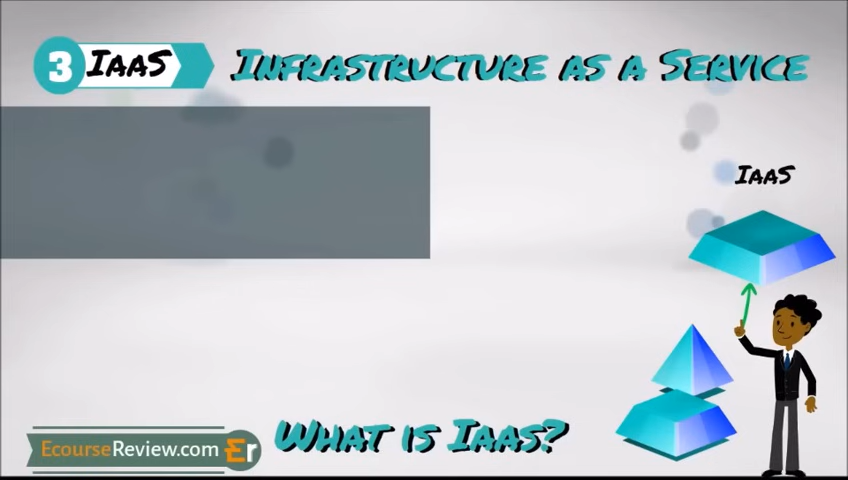 3 IaaS Infrastructure as a Service
IaaS
What is Iaas?
EcourseReview.com Er